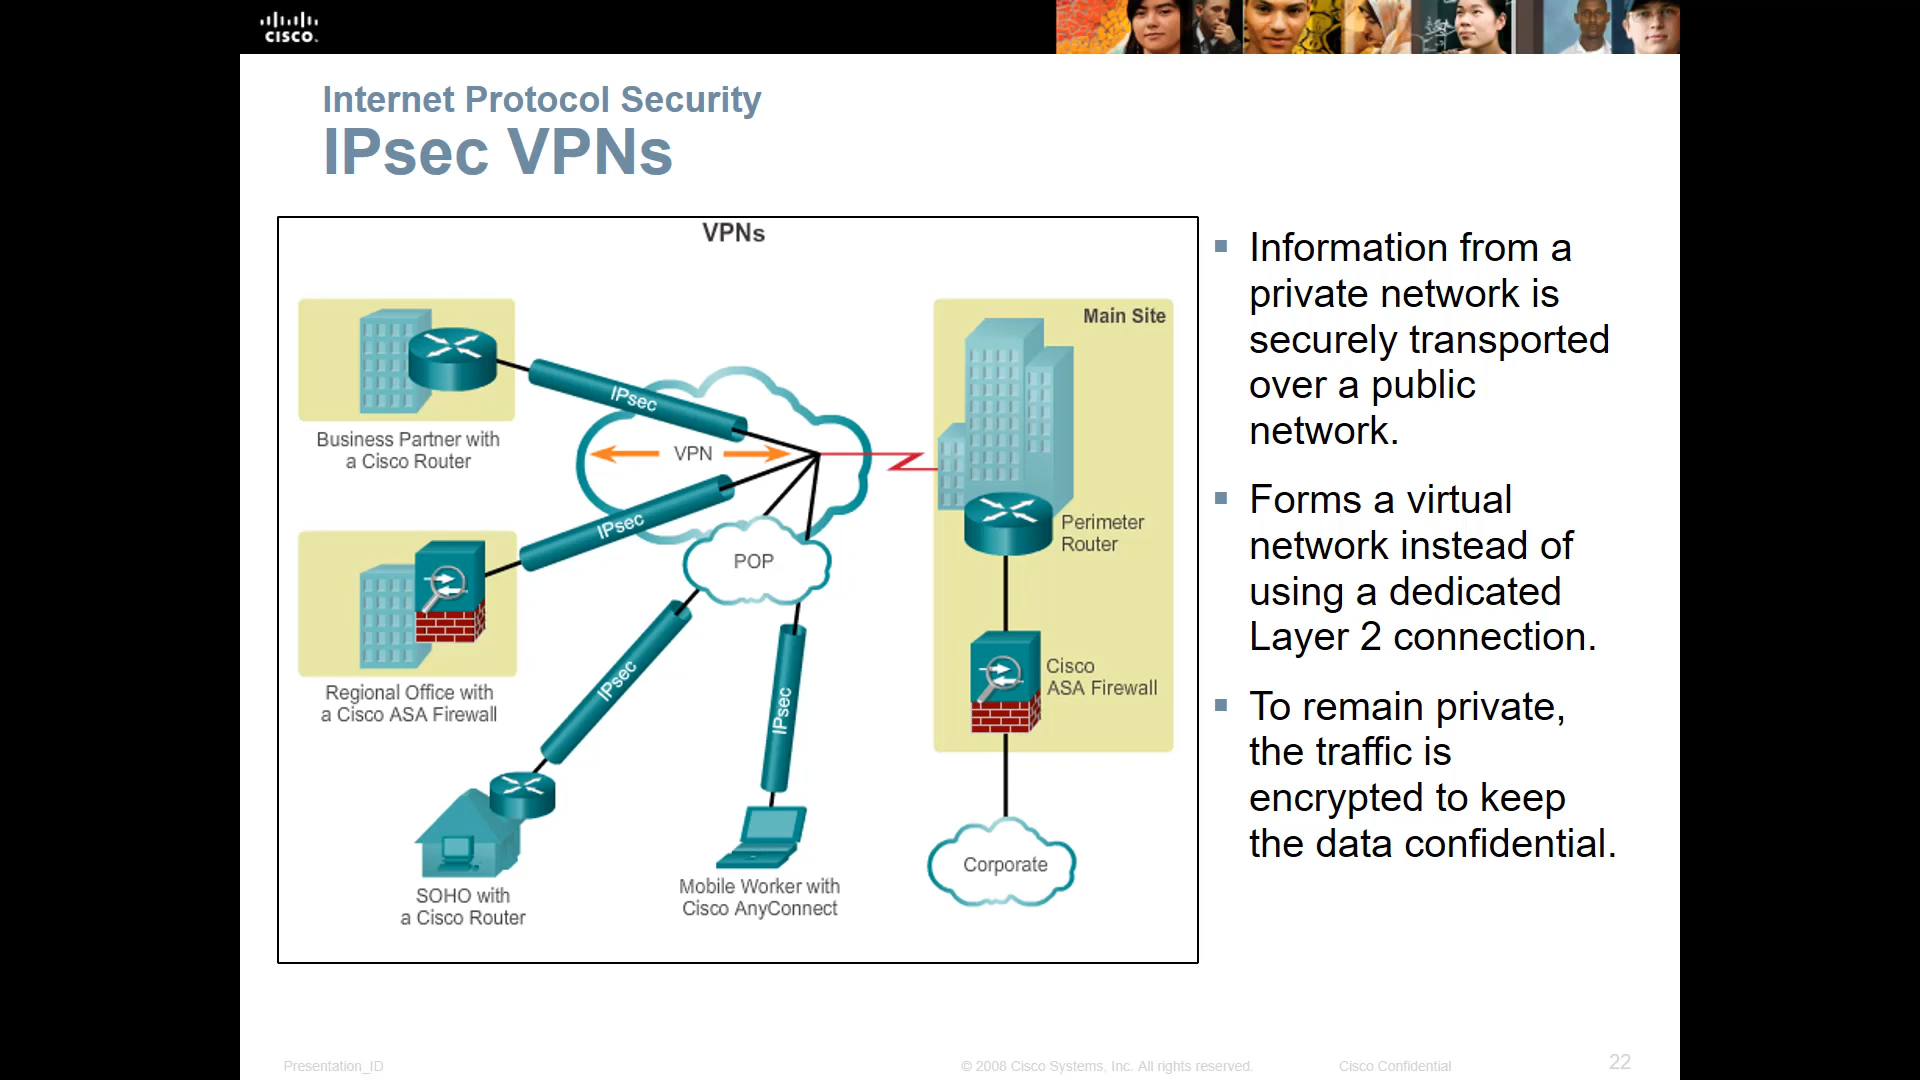 CISCO.
Internet Protocol Security
IPsec VPNs
VPNs
Main Site
IPsec
Business Partner with
a Cisco Router
VPN
IPsec
Perimeter
Router
POP
Cisco
ASA Firewall
Regional Office with
a Cisco ASA Firewall
IPsec
IPsec
Corporate
SOHO with
a Cisco Router
Mobile Worker with
Cisco AnyConnect
Information from a
private network is
securely transported
over a public
network.
Forms a virtual
network instead of
using a dedicated
Layer 2 connection.
To remain private,
the traffic is
encrypted to keep
the data confidential.
Presentation_ID
© 2008 Cisco Systems, Inc. All rights reserved.
Cisco Confidential
22